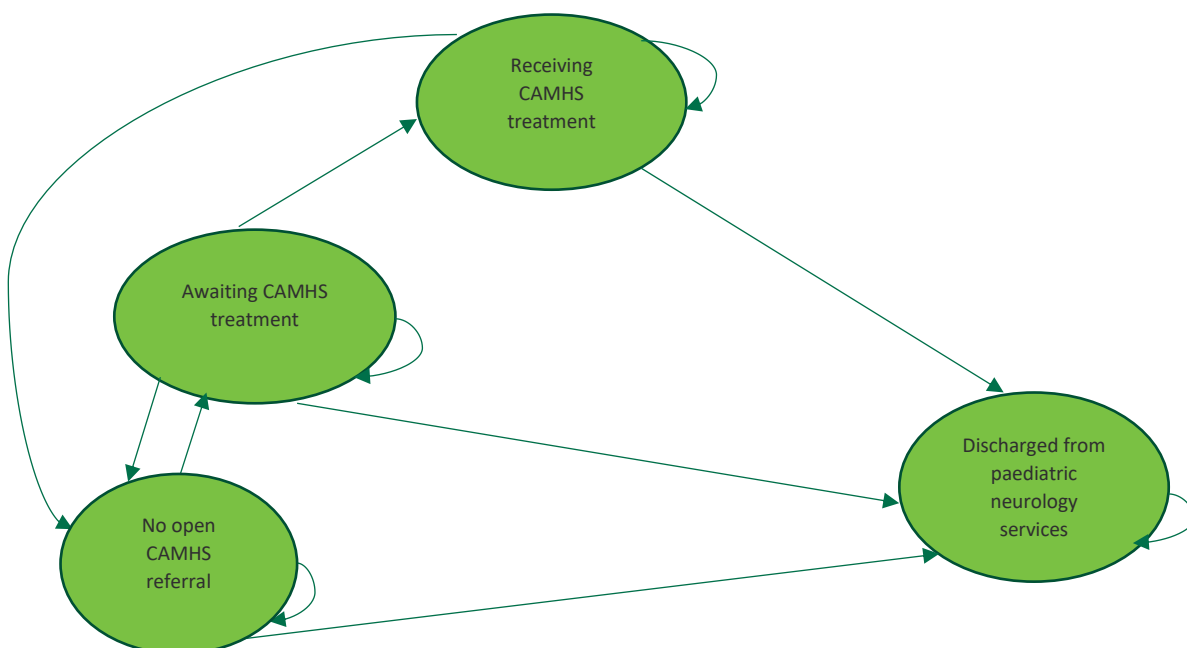 Receiving
CAMHS
treatment
Awaiting CAMHS
treatment
Discharged from
paediatric
neurology
services
No open
CAMHS
referral